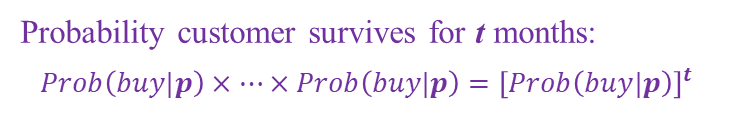 Probability customer survives for t months:
Prob(buy|p) × ⋯ × Prob(buy|p) = [Prob(buy|p)]ᵗ